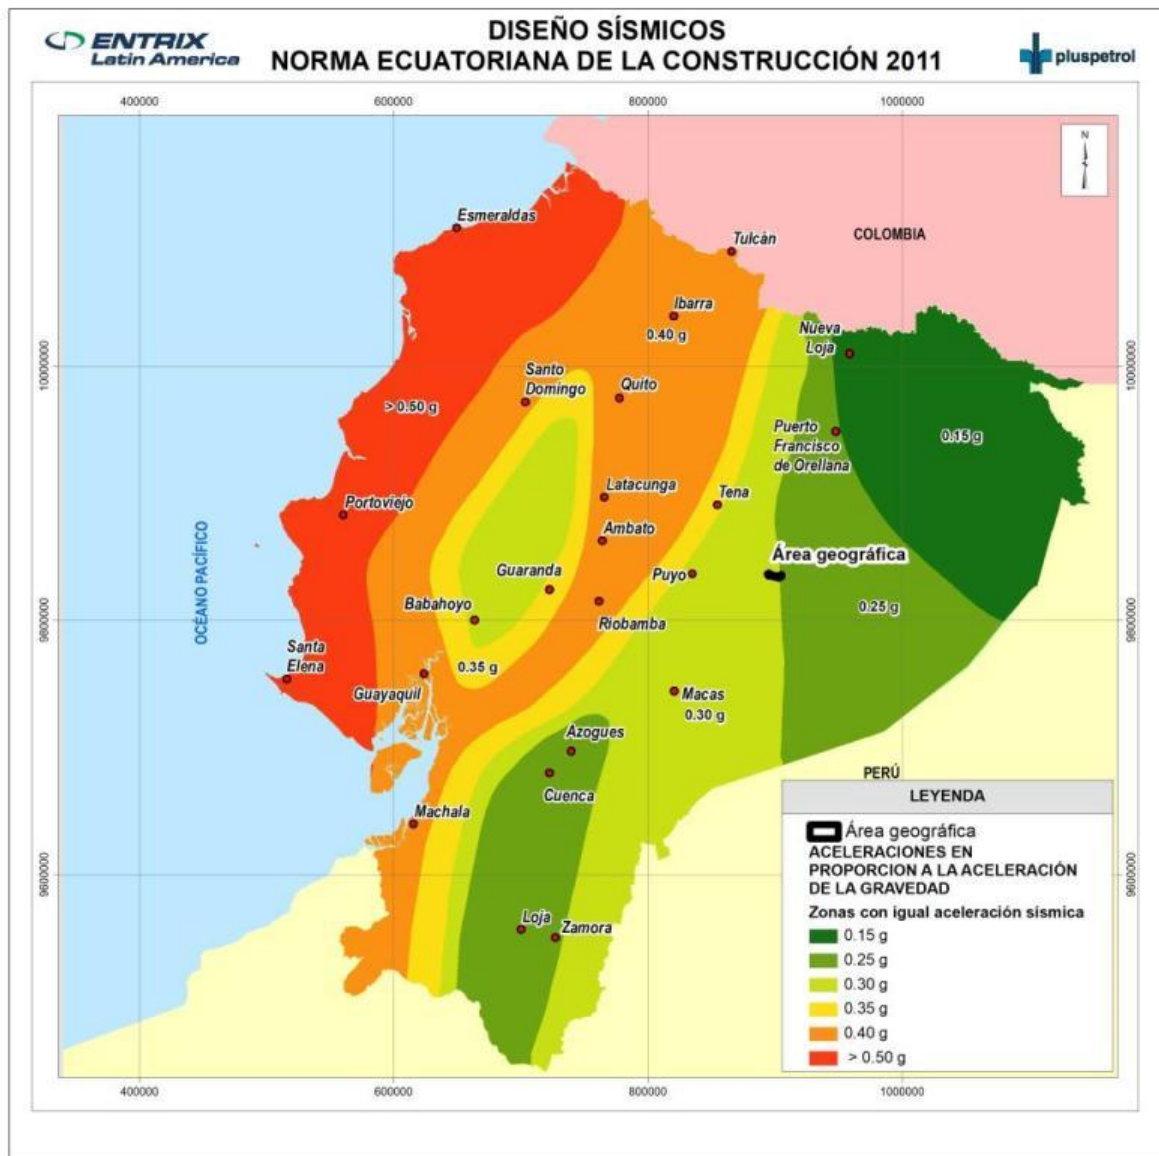 ENTRIX
Latin America
DISEÑO SÍSMICOS
NORMA ECUATORIANA DE LA CONSTRUCCIÓN 2011
pluspetrol
400000
600000
800000
1000000
N
Esmeraldas
Tulcán
COLOMBIA
Ibarra
0.40 g
Nueva
Loja
10000000
10000000
Santo
Domingo
Quito
> 0.50 g
Puerto
Francisco
de Orellana
0.15 g
Latacunga
Tena
Portoviejo
Ambato
OCÉANO PACÍFICO
Área geográfica
Guaranda
Puyo
Babahoyo
0.25 g
9800000
9800000
Riobamba
Santa
Elena
0.35 g
Guayaquil
Macas
0.30 g
Azogues
PERÚ
Cuenca
LEYENDA
Machala
Área geográfica
ACELERACIONES EN
PROPORCION A LA ACELERACIÓN
DE LA GRAVEDAD
9600000
9600000
Zonas con igual aceleración sísmica
Loja
Zamora
0.15 g
0.25 g
0.30 g
0.35 g
0.40 g
> 0.50 g
400000
600000
800000
1000000